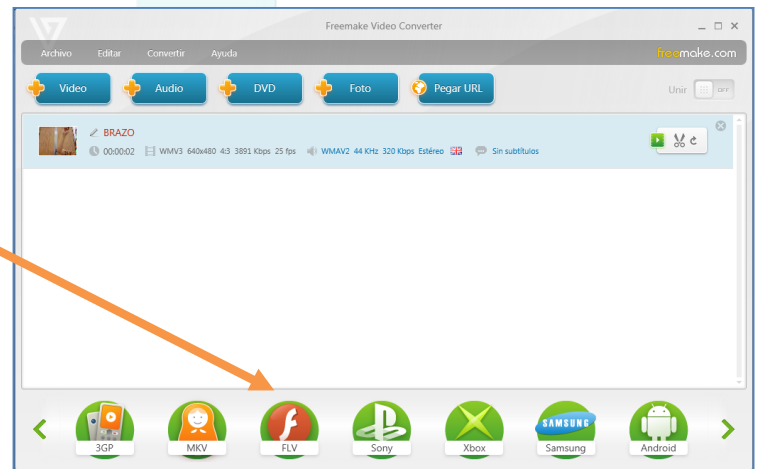 Freemake Video Converter
Archivo Editar Convertir Ayuda freemake.com
Video Audio DVD Foto Pegar URL Unir OFF
BRAZO
00:00:02 WMV3 640x480 4:3 3891 Kbps 25 fps WMAV2 44 KHz 320 Kbps Estéreo Sin subtítulos
SAMSUNG
3GP MKV FLV Sony Xbox Samsung Android